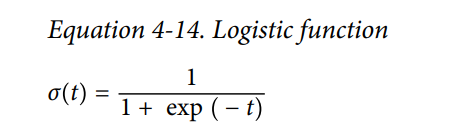 Equation 4-14. Logistic function
σ(t) = 1 / 1 + exp ( − t)